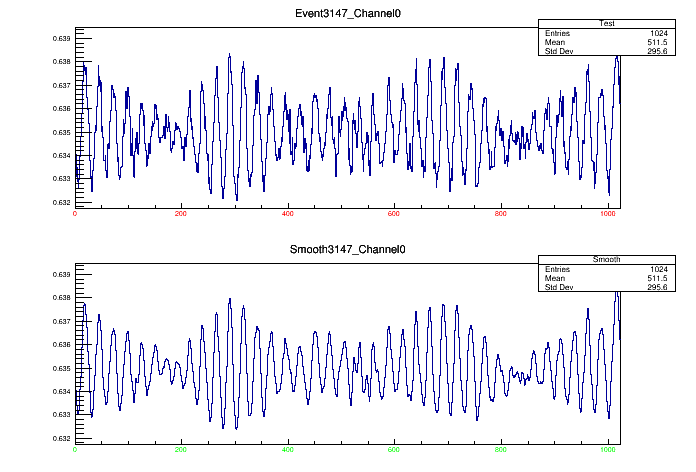 Event3147_Channel0
Test
Entries 1024
Mean 511.5
Std Dev 295.6
0.639
0.638
0.637
0.636
0.635
0.634
0.633
0.632
0 200 400 600 800 1000
Smooth3147_Channel0
Smooth
Entries 1024
Mean 511.5
Std Dev 295.6
0.639
0.638
0.637
0.636
0.635
0.634
0.633
0.632
0 200 400 600 800 1000